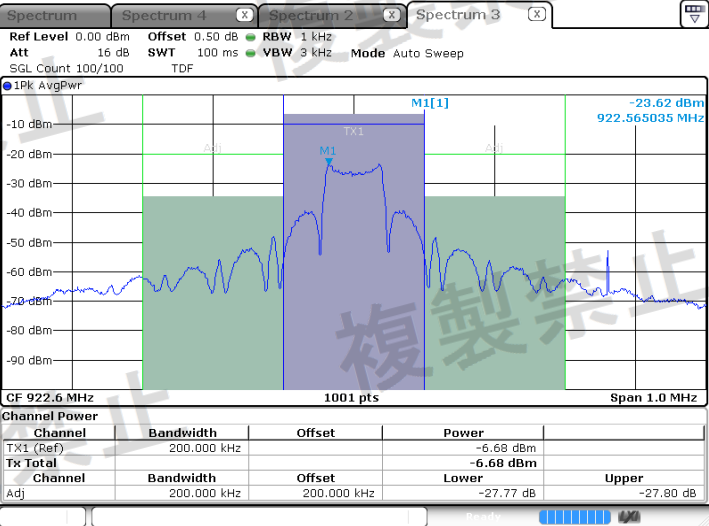 Spectrum
Spectrum 4 X
Spectrum 2 X
Spectrum 3 X
Ref Level 0.00 dBm Offset 0.50 dB RBW 1 kHz
Att 16 dB SWT 100 ms VBW 3 kHz Mode Auto Sweep
SGL Count 100/100 TDF
1Pk AvgPwr
M1[1] -23.62 dBm
922.565035 MHz
-10 dBm
TX1
Adj
Adj
-20 dBm
M1
-30 dBm
-40 dBm
-50 dBm
-60 dBm
-70 dBm
-80 dBm
-90 dBm
CF 922.6 MHz 1001 pts Span 1.0 MHz
Channel Power
Channel Bandwidth Offset Power
TX1 (Ref) 200.000 kHz -6.68 dBm
Tx Total -6.68 dBm
Channel Bandwidth Offset Lower Upper
Adj 200.000 kHz 200.000 kHz -27.77 dB -27.80 dB
Ready
複製禁止